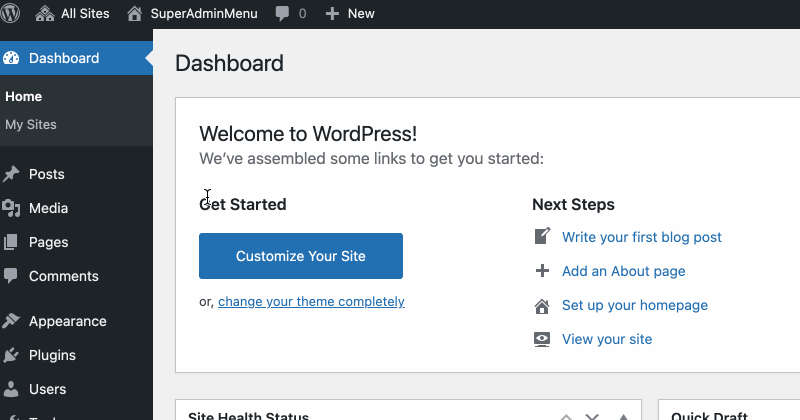 All Sites SuperAdminMenu 0 New
Dashboard
Home
My Sites
Posts
Media
Pages
Comments
Appearance
Plugins
Users
Dashboard
Welcome to WordPress!
We've assembled some links to get you started:
Get Started
Customize Your Site
or, change your theme completely
Next Steps
Write your first blog post
Add an About page
Set up your homepage
View your site
Site Health Status
Quick Draft